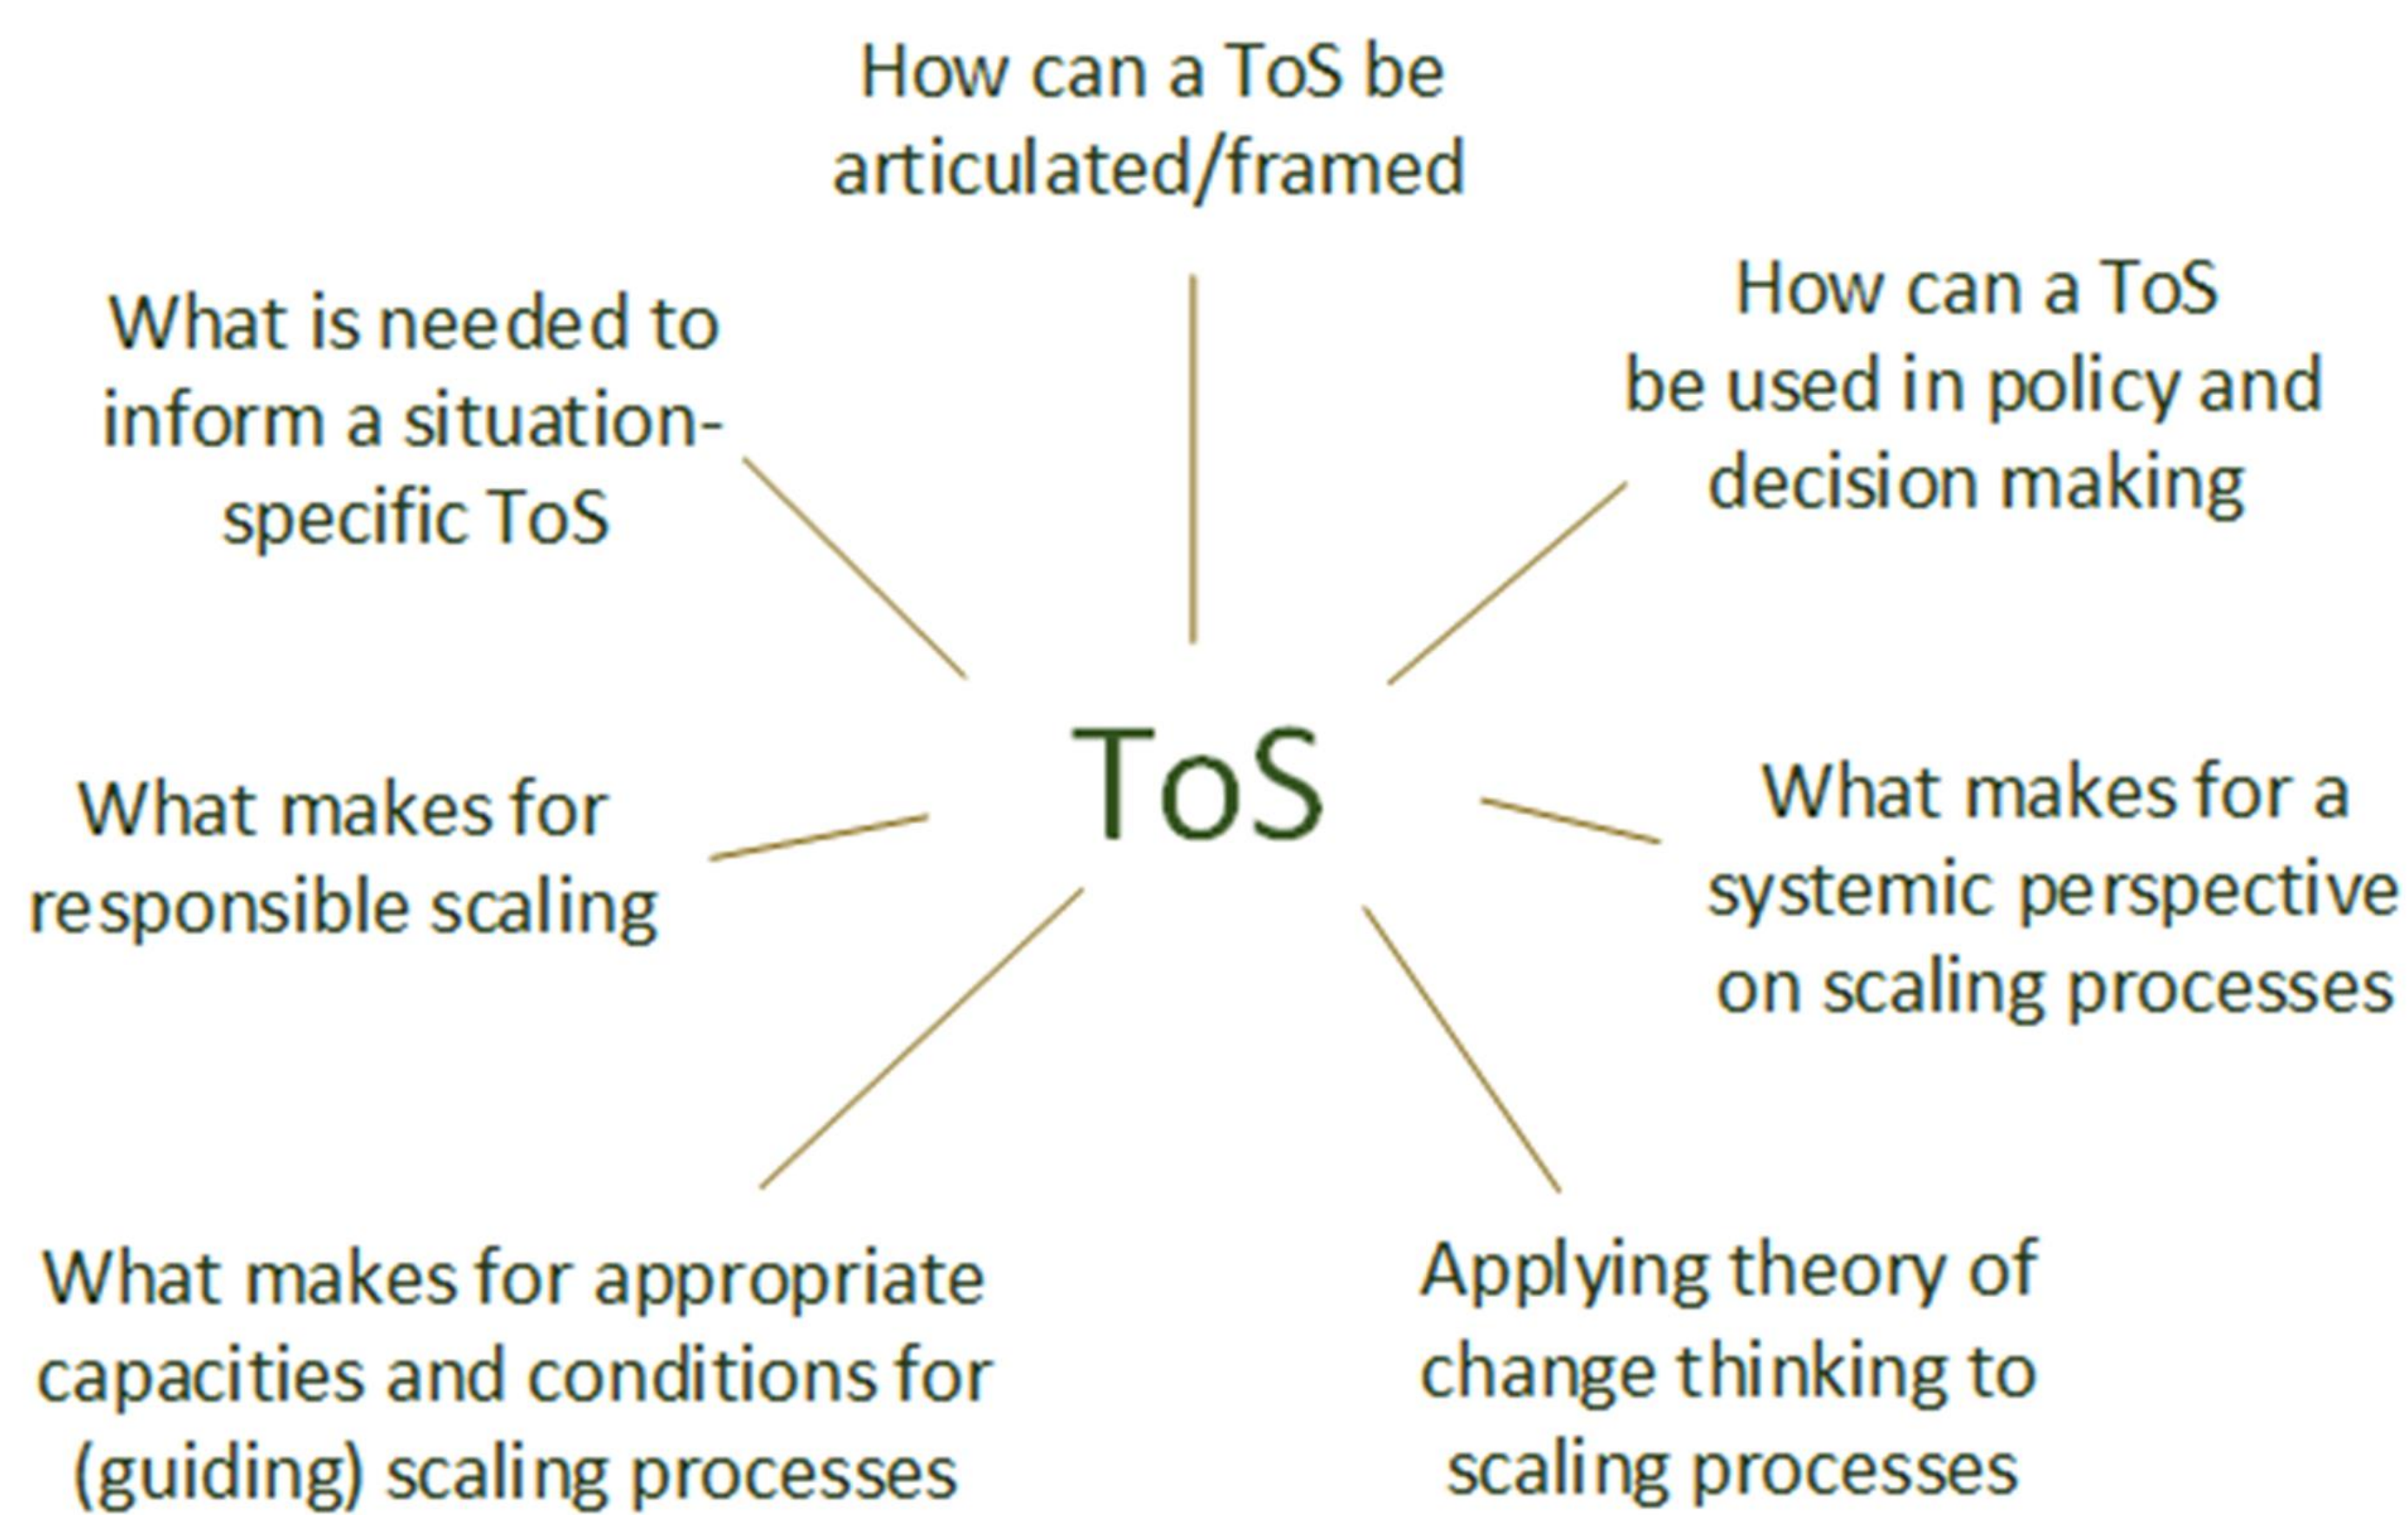 How can a ToS be
articulated/framed
How can a ToS
be used in policy and
decision making
What makes for a
systemic perspective
on scaling processes
Applying theory of
change thinking to
scaling processes
What makes for appropriate
capacities and conditions for
(guiding) scaling processes
What makes for
responsible scaling
What is needed to
inform a situation-
specific ToS
ToS